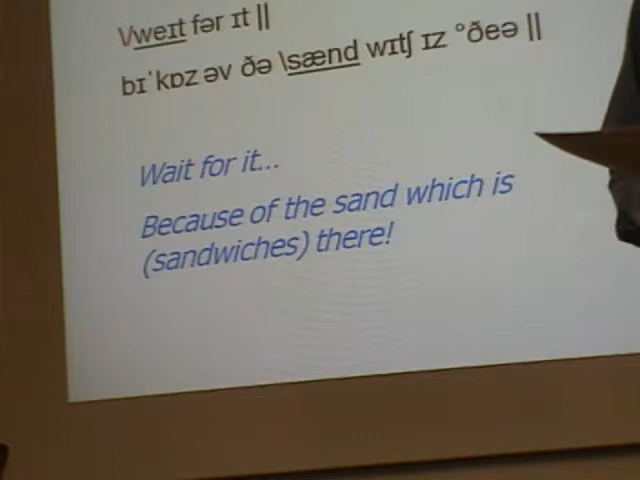 \/weɪt fər ɪt ||
bɪˈkɒz əv ðə \sænd wɪtʃ ɪz °ðeə ||
Wait for it...
Because of the sand which is
(sandwiches) there!